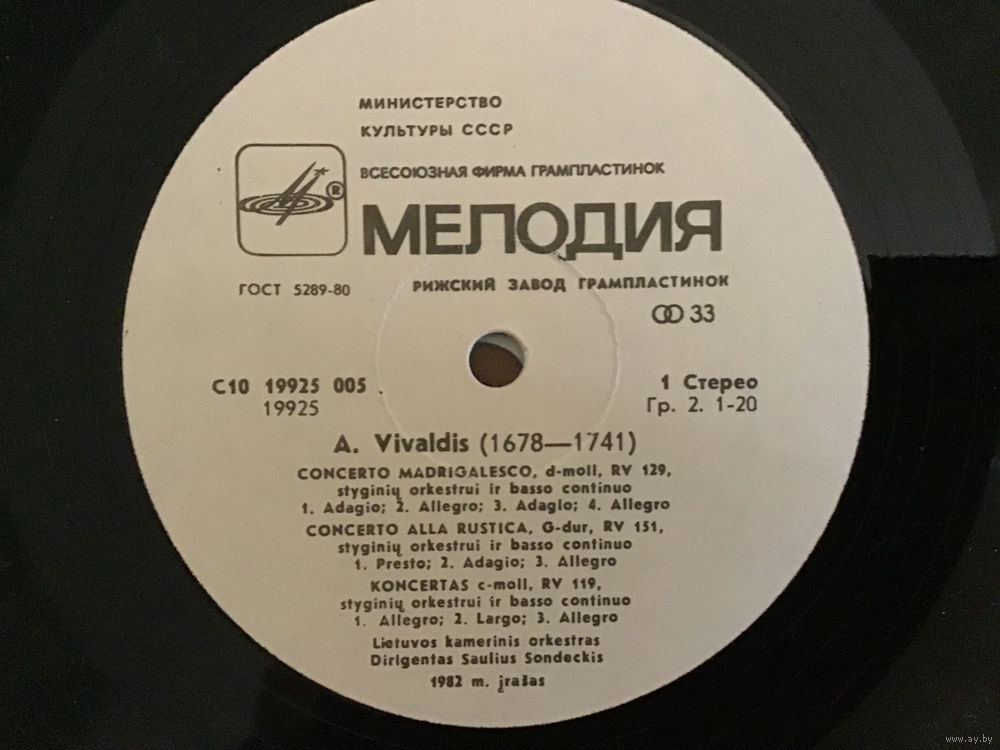 МИНИСТЕРСТВО
КУЛЬТУРЫ СССР
ВСЕСОЮЗНАЯ ФИРМА ГРАМПЛАСТИНОК
®
МЕЛОДИЯ
ГОСТ 5289-80
РИЖСКИЙ ЗАВОД ГРАМПЛАСТИНОК
33
С10 19925 005
1 Стерео
19925
Гр. 2. 1-20
A. Vivaldis (1678—1741)
CONCERTO MADRIGALESCO, d-moll, RV 129,
styginių orkestrui ir basso continuo
1. Adagio; 2. Allegro; 3. Adagio; 4. Allegro
CONCERTO ALLA RUSTICA, G-dur, RV 151,
styginių orkestrui ir basso continuo
1. Presto; 2. Adagio; 3. Allegro
KONCERTAS c-moll, RV 119,
styginių orkestrui ir basso continuo
1. Allegro; 2. Largo; 3. Allegro
Lietuvos kamerinis orkestras
Dirigentas Saulius Sondeckis
1982 m. įrašas
www.ay.by